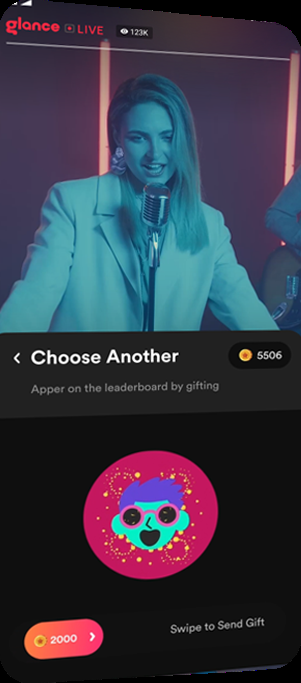 glance LIVE 123K
Choose Another 5506
Apper on the leaderboard by gifting
2000 Swipe to Send Gift